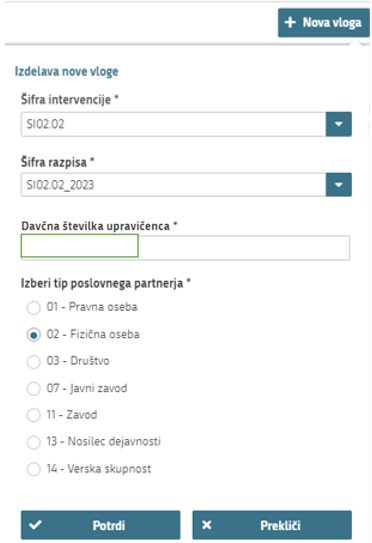 Nova vloga
Izdelava nove vloge
Šifra intervencije *
SI02.02
Šifra razpisa *
SI02.02_2023
Davčna številka upravičenca *
Izberi tip poslovnega partnerja *
01 - Pravna oseba
02 - Fizična oseba
03 - Društvo
07 - Javni zavod
11 - Zavod
13 - Nosilec dejavnosti
14 - Verska skupnost
Potrdi
Prekliči